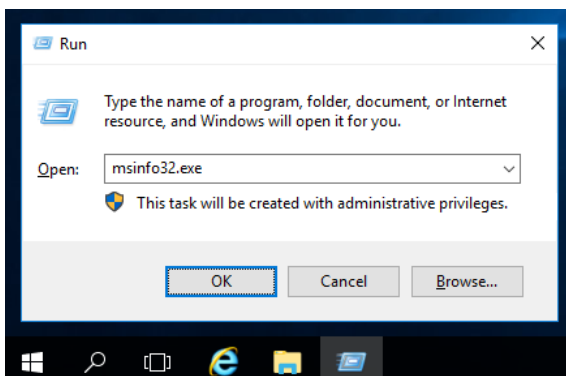 Run
Type the name of a program, folder, document, or Internet
resource, and Windows will open it for you.
Open:
msinfo32.exe
This task will be created with administrative privileges.
OK
Cancel
Browse...